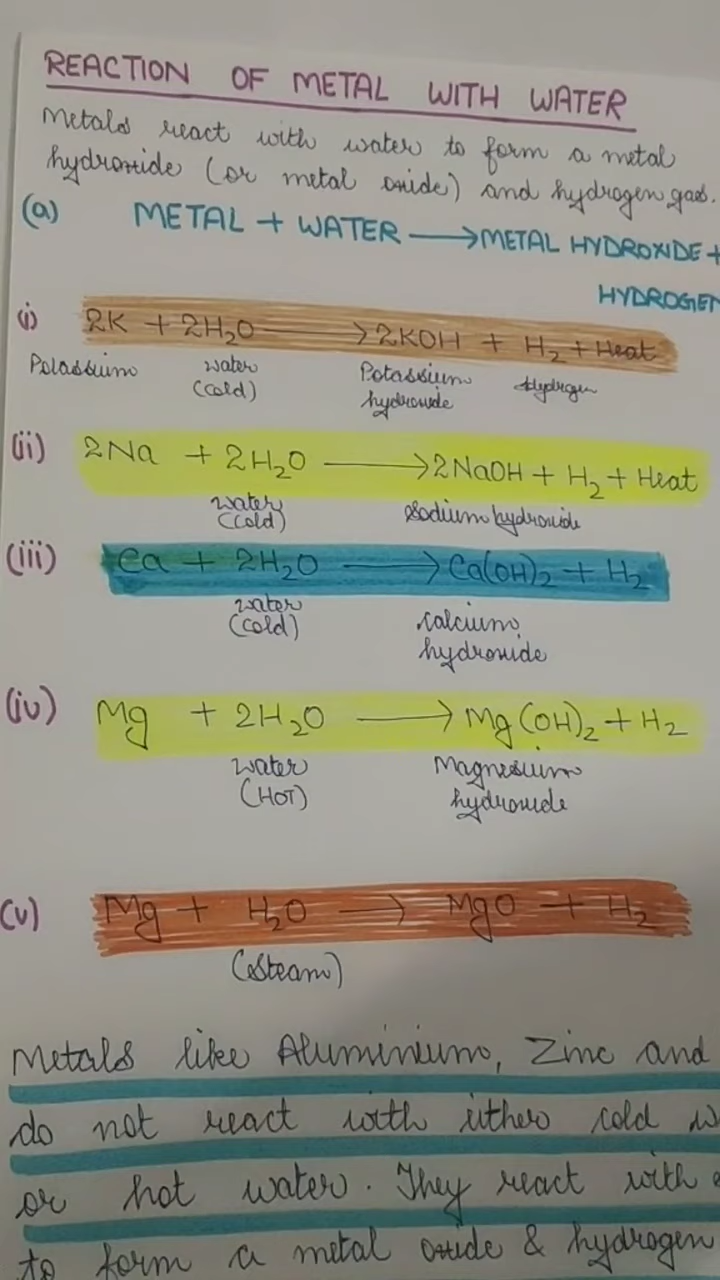 REACTION OF METAL WITH WATER
Metals react with water to form a metal
hydroxide (or metal oxide) and hydrogen gas.
(a) METAL + WATER ⟶ METAL HYDROXIDE +
HYDROGEN
(i) 2K + 2H₂O ⟶ 2KOH + H₂ + Heat
Potassium water Potassium Hydrogen
(cold) hydroxide
(ii) 2Na + 2H₂O ⟶ 2NaOH + H₂ + Heat
water Sodium hydroxide
(cold)
(iii) Ca + 2H₂O ⟶ Ca(OH)₂ + H₂
water calcium
(cold) hydroxide
(iv) Mg + 2H₂O ⟶ Mg(OH)₂ + H₂
water Magnesium
(HOT) hydroxide
(v) Mg + H₂O ⟶ MgO + H₂
(Steam)
Metals like Aluminium, Zinc and
do not react with either cold
or hot water. They react with
to form a metal oxide & hydrogen